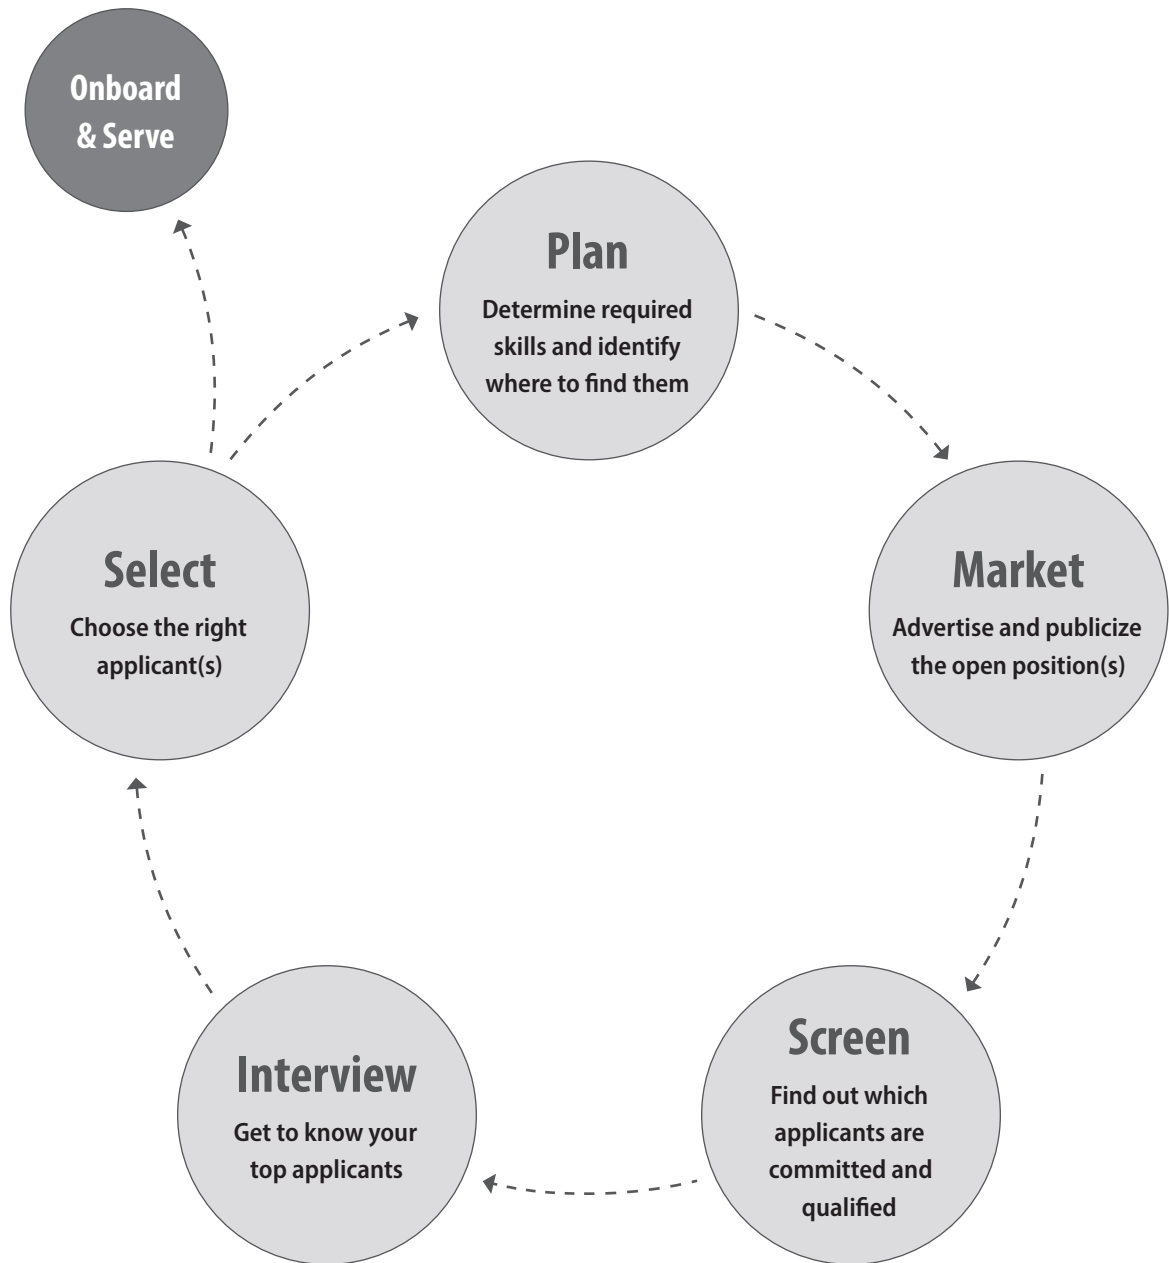 Onboard
& Serve
Plan
Determine required
skills and identify
where to find them
Market
Advertise and publicize
the open position(s)
Select
Choose the right
applicant(s)
Screen
Find out which
applicants are
committed and
qualified
Interview
Get to know your
top applicants